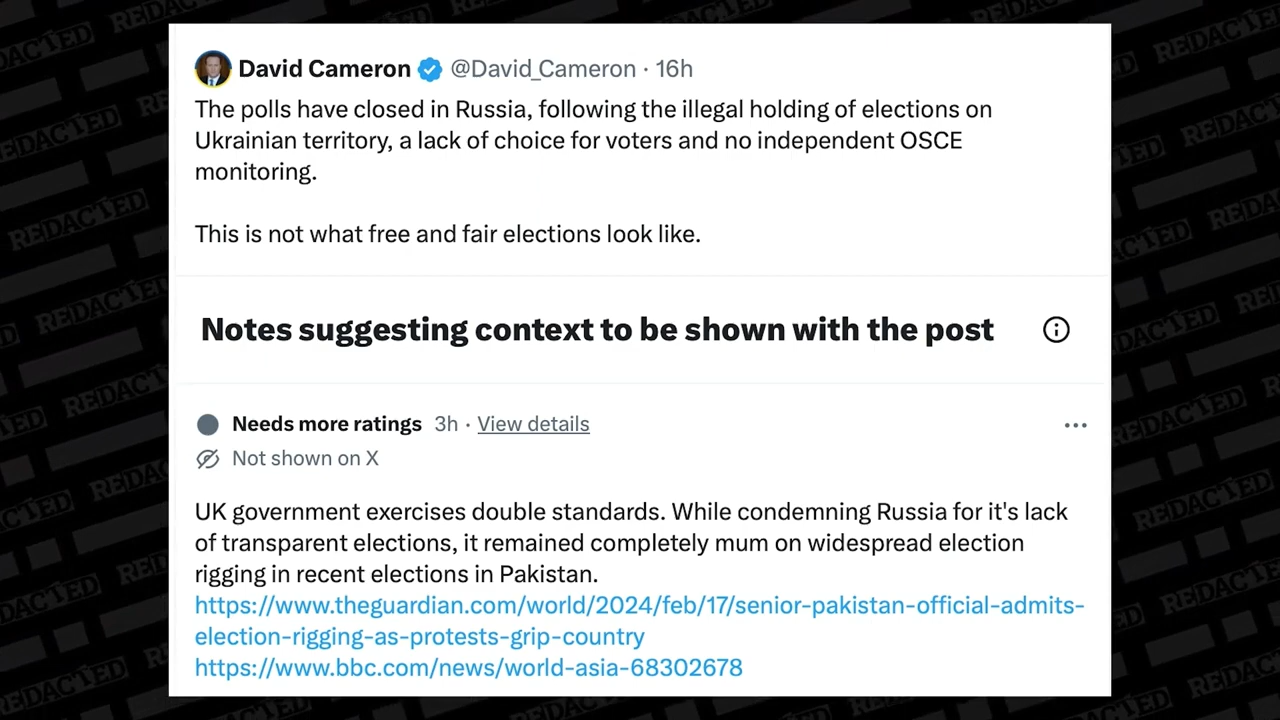 David Cameron @David_Cameron · 16h
The polls have closed in Russia, following the illegal holding of elections on
Ukrainian territory, a lack of choice for voters and no independent OSCE
monitoring.
This is not what free and fair elections look like.
Notes suggesting context to be shown with the post
Needs more ratings 3h · View details
Not shown on X
UK government exercises double standards. While condemning Russia for it's lack
of transparent elections, it remained completely mum on widespread election
rigging in recent elections in Pakistan.
https://www.theguardian.com/world/2024/feb/17/senior-pakistan-official-admits-
election-rigging-as-protests-grip-country
https://www.bbc.com/news/world-asia-68302678
REDACTED